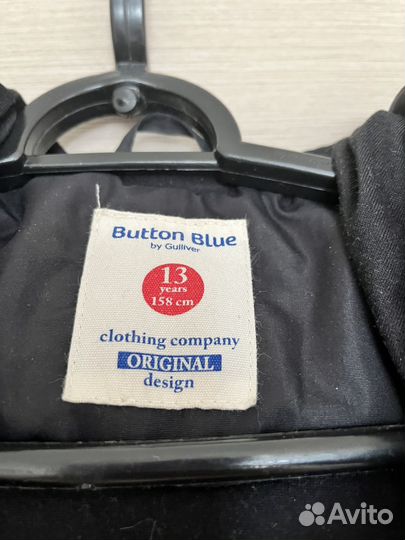 Button Blue
by Gulliver
13
years
158 cm
clothing company
ORIGINAL
design
Avito